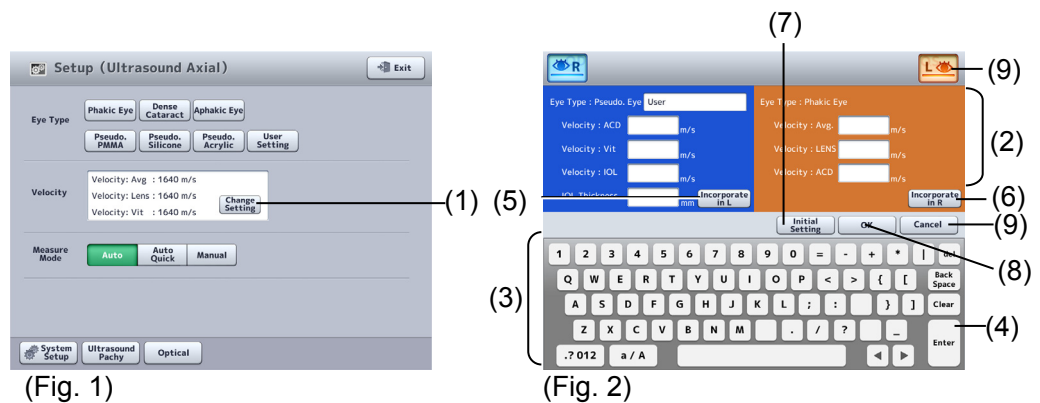 (7)
Setup (Ultrasound Axial)
Exit
Eye Type
Phakic Eye
Dense Cataract
Aphakic Eye
Pseudo. PMMA
Pseudo. Silicone
Pseudo. Acrylic
User Setting
Velocity
Velocity: Avg : 1640 m/s
Velocity: Lens : 1640 m/s
Velocity: Vit : 1640 m/s
Change Setting
(1)
Measure Mode
Auto
Auto Quick
Manual
System Setup
Ultrasound Pachy
Optical
(Fig. 1)
R
L
(9)
Eye Type : Pseudo. Eye User
Velocity : ACD m/s
Velocity : Vit m/s
Velocity : IOL m/s
IOL Thickness mm
Incorporate in L
(5)
Eye Type : Phakic Eye
Velocity : Avg. m/s
Velocity : LENS m/s
Velocity : ACD m/s
(2)
Incorporate in R
(6)
Initial Setting
OK
Cancel
(9)
(8)
(3)
1 2 3 4 5 6 7 8 9 0 = - + * | del
Q W E R T Y U I O P < > { [ Back Space
A S D F G H J K L ; : } ] Clear
Z X C V B N M . / ? _ Enter
(4)
.? 012 a / A
(Fig. 2)